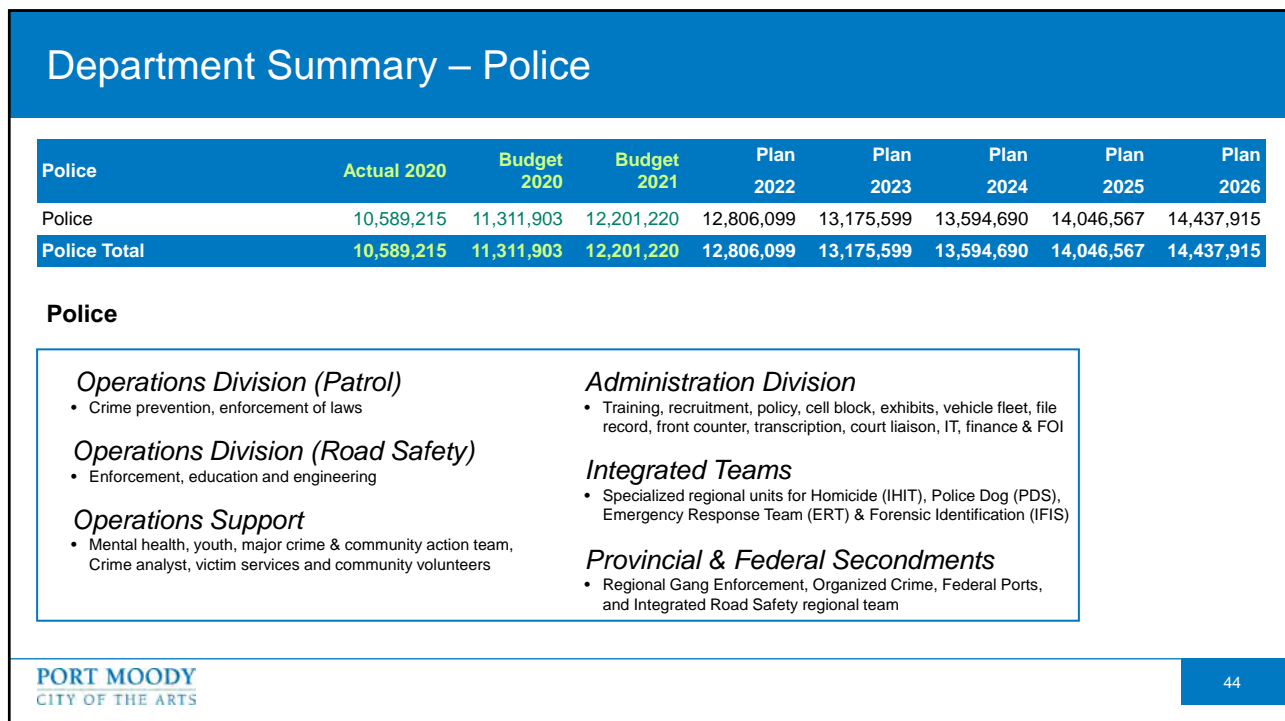 Department Summary – Police
Police Actual 2020 Budget 2020 Budget 2021 Plan 2022 Plan 2023 Plan 2024 Plan 2025 Plan 2026
Police 10,589,215 11,311,903 12,201,220 12,806,099 13,175,599 13,594,690 14,046,567 14,437,915
Police Total 10,589,215 11,311,903 12,201,220 12,806,099 13,175,599 13,594,690 14,046,567 14,437,915
Police
Operations Division (Patrol)
• Crime prevention, enforcement of laws
Operations Division (Road Safety)
• Enforcement, education and engineering
Operations Support
• Mental health, youth, major crime & community action team,
Crime analyst, victim services and community volunteers
Administration Division
• Training, recruitment, policy, cell block, exhibits, vehicle fleet, file
record, front counter, transcription, court liaison, IT, finance & FOI
Integrated Teams
• Specialized regional units for Homicide (IHIT), Police Dog (PDS),
Emergency Response Team (ERT) & Forensic Identification (IFIS)
Provincial & Federal Secondments
• Regional Gang Enforcement, Organized Crime, Federal Ports,
and Integrated Road Safety regional team
PORT MOODY
CITY OF THE ARTS
44